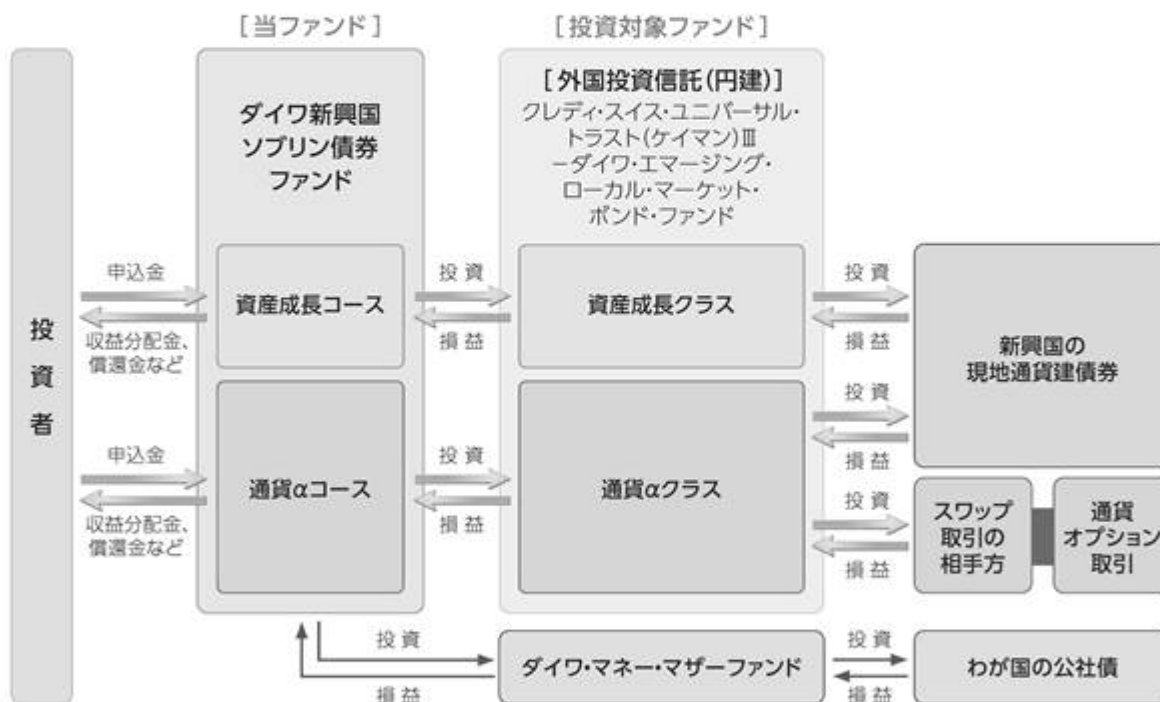 [当ファンド]
[投資対象ファンド]
投資者
ダイワ新興国
ソブリン債券
ファンド
[外国投資信託(円建)]
クレディ・スイス・ユニバーサル・
トラスト(ケイマン)Ⅲ
－ダイワ・エマージング・
ローカル・マーケット・
ボンド・ファンド
申込金
収益分配金、
償還金など
資産成長コース
投資
損益
資産成長クラス
投資
損益
新興国の
現地通貨建債券
投資
損益
申込金
収益分配金、
償還金など
通貨αコース
投資
損益
通貨αクラス
投資
損益
スワップ
取引の
相手方
通貨
オプション
取引
投資
損益
ダイワ・マネー・マザーファンド
投資
損益
わが国の公社債